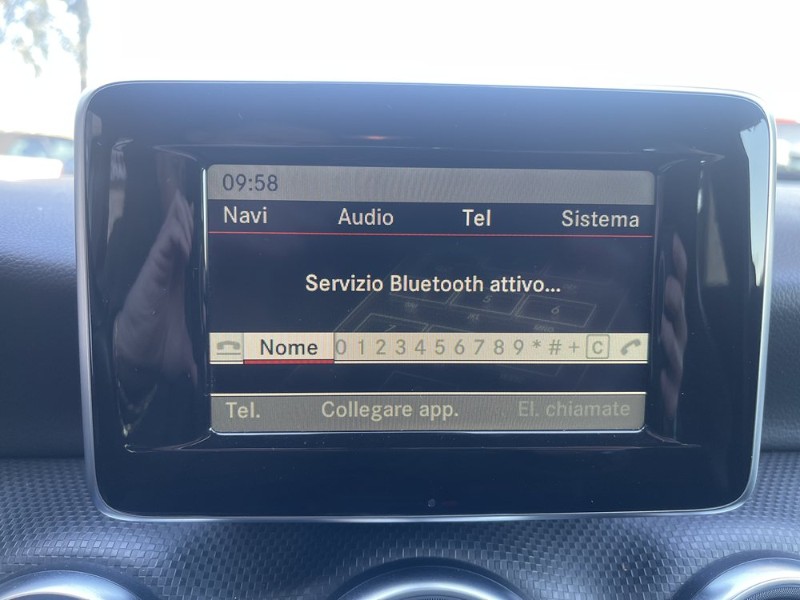 09:58
Navi Audio Tel Sistema
Servizio Bluetooth attivo...
Nome 0 1 2 3 4 5 6 7 8 9 * # + C
Tel. Collegare app. El. chiamate